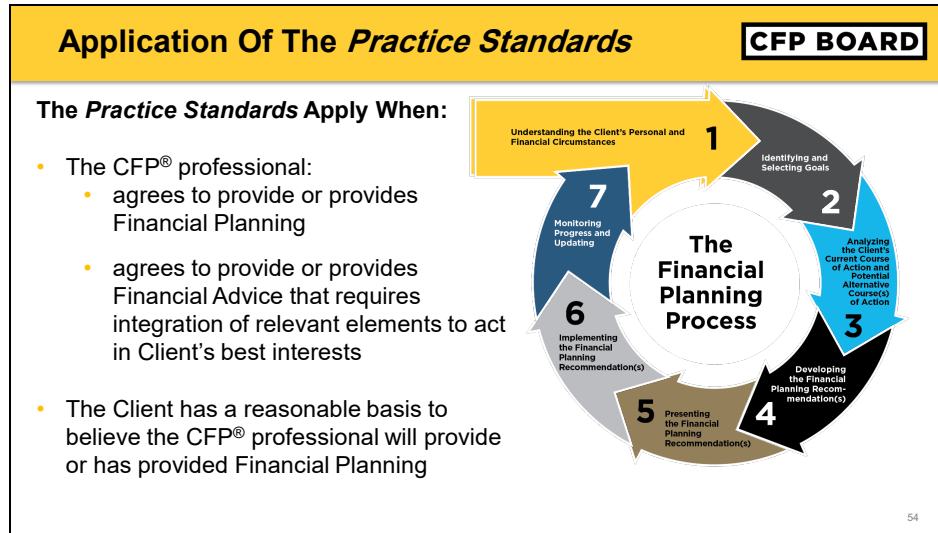 Application Of The Practice Standards
CFP BOARD
The Practice Standards Apply When:
• The CFP® professional:
• agrees to provide or provides
Financial Planning
• agrees to provide or provides
Financial Advice that requires
integration of relevant elements to act
in Client’s best interests
• The Client has a reasonable basis to
believe the CFP® professional will provide
or has provided Financial Planning
The
Financial
Planning
Process
Understanding the Client’s Personal and
Financial Circumstances
1
Identifying and
Selecting Goals
2
Analyzing
the Client’s
Current Course
of Action and
Potential
Alternative
Course(s)
of Action
3
Developing
the Financial
Planning Recom-
mendation(s)
4
Presenting
the Financial
Planning
Recommendation(s)
5
6
Implementing
the Financial
Planning
Recommendation(s)
7
Monitoring
Progress and
Updating
54